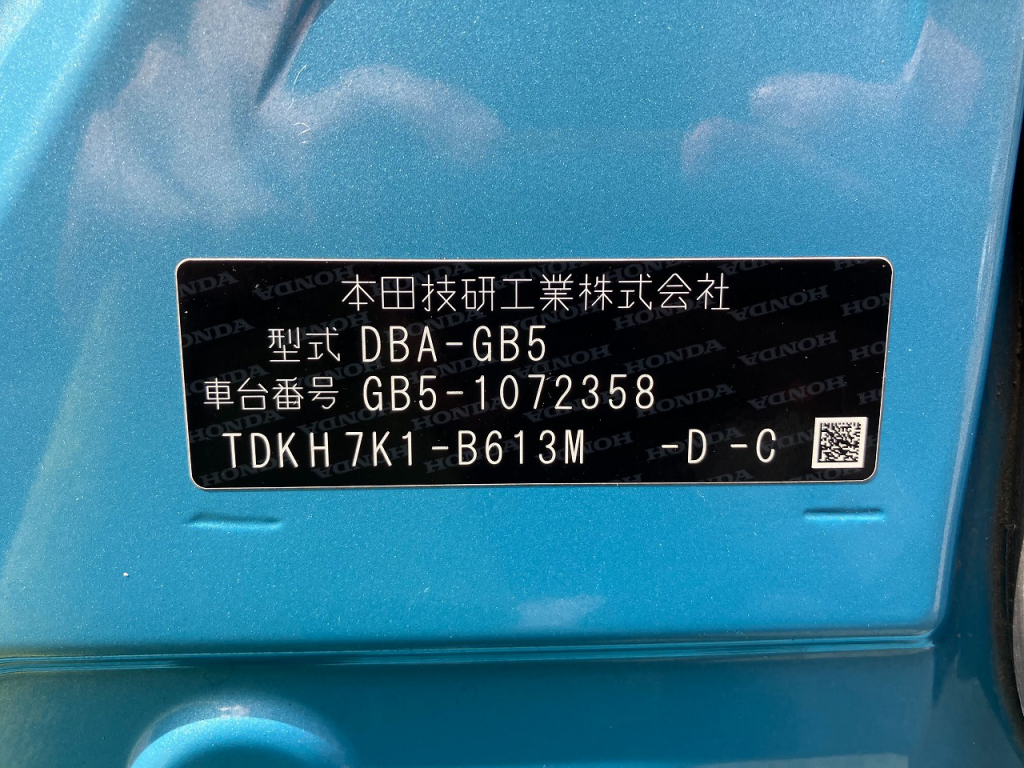 本田技研工業株式会社
型式 DBA-GB5
車台番号 GB5-1072358
TDKH7K1-B613M -D -C